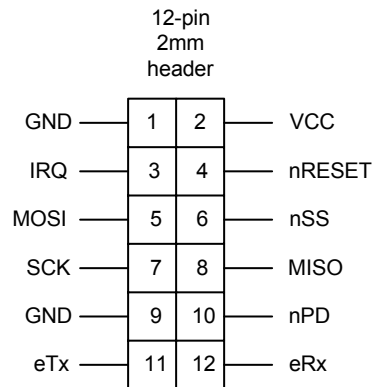 12-pin
2mm
header
GND 1 2 VCC
IRQ 3 4 nRESET
MOSI 5 6 nSS
SCK 7 8 MISO
GND 9 10 nPD
eTx 11 12 eRx